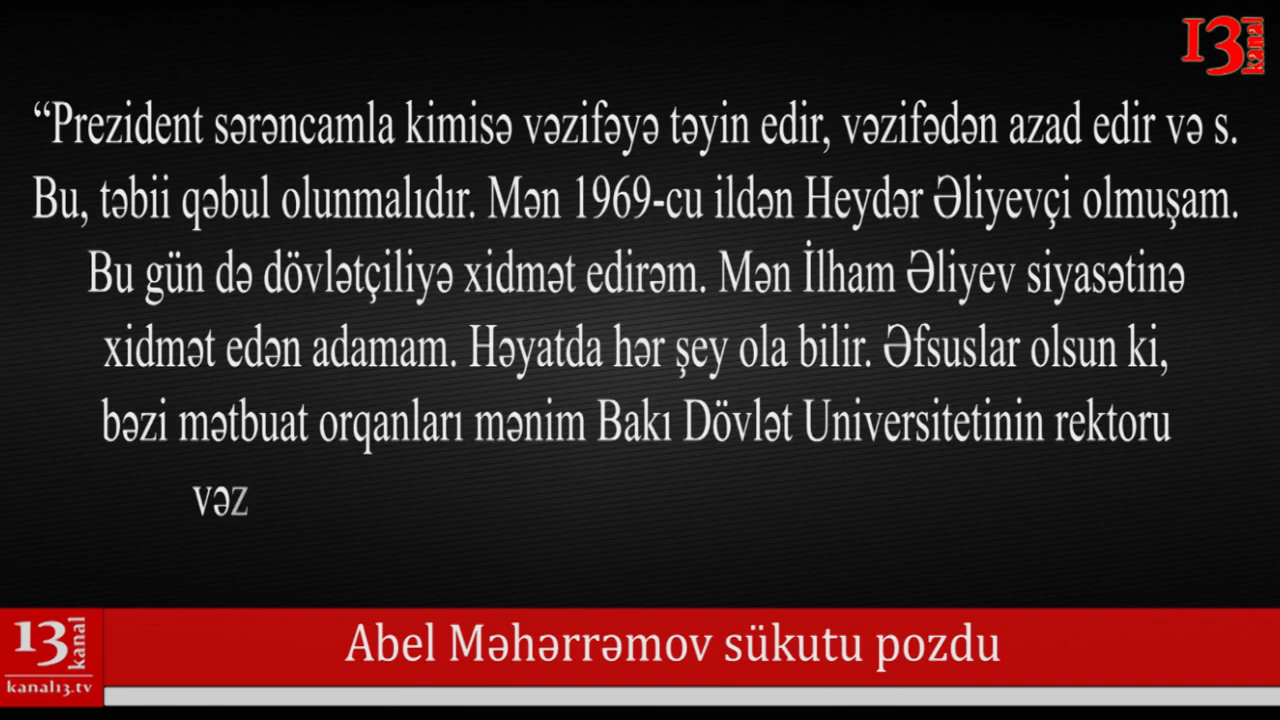 13 kanal
“Prezident sərəncamla kimisə vəzifəyə təyin edir, vəzifədən azad edir və s.
Bu, təbii qəbul olunmalıdır. Mən 1969-cu ildən Heydər Əliyevçi olmuşam.
Bu gün də dövlətçiliyə xidmət edirəm. Mən İlham Əliyev siyasətinə
xidmət edən adamam. Həyatda hər şey ola bilir. Əfsuslar olsun ki,
bəzi mətbuat orqanları mənim Bakı Dövlət Universitetinin rektoru
vəz
13 kanal
kanal13.tv
Abel Məhərrəmov sükutu pozdu